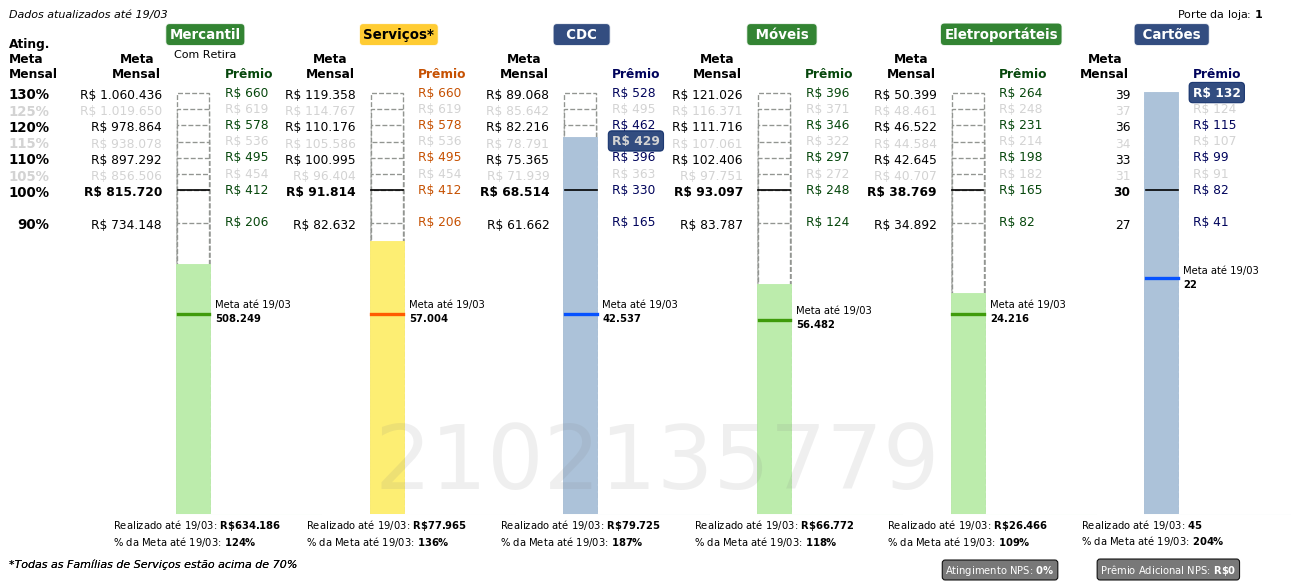 Dados atualizados até 19/03
Porte da loja: 1
Mercantil Serviços* CDC Móveis Eletroportáteis Cartões
Com Retira
Ating. Meta Mensal
Meta Mensal Prêmio Meta Mensal Prêmio Meta Mensal Prêmio Meta Mensal Prêmio Meta Mensal Prêmio Meta Mensal Prêmio
130% R$ 1.060.436 R$ 660 R$ 119.358 R$ 660 R$ 89.068 R$ 528 R$ 121.026 R$ 396 R$ 50.399 R$ 264 39 R$ 132
125% R$ 1.019.650 R$ 619 R$ 114.767 R$ 619 R$ 85.642 R$ 495 R$ 116.371 R$ 371 R$ 48.461 R$ 248 37 R$ 124
120% R$ 978.864 R$ 578 R$ 110.176 R$ 578 R$ 82.216 R$ 462 R$ 111.716 R$ 346 R$ 46.522 R$ 231 36 R$ 115
115% R$ 938.078 R$ 536 R$ 105.586 R$ 536 R$ 78.791 R$ 429 R$ 107.061 R$ 322 R$ 44.584 R$ 214 34 R$ 107
110% R$ 897.292 R$ 495 R$ 100.995 R$ 495 R$ 75.365 R$ 396 R$ 102.406 R$ 297 R$ 42.645 R$ 198 33 R$ 99
105% R$ 856.506 R$ 454 R$ 96.404 R$ 454 R$ 71.939 R$ 363 R$ 97.751 R$ 272 R$ 40.707 R$ 182 31 R$ 91
100% R$ 815.720 R$ 412 R$ 91.814 R$ 412 R$ 68.514 R$ 330 R$ 93.097 R$ 248 R$ 38.769 R$ 165 30 R$ 82
90% R$ 734.148 R$ 206 R$ 82.632 R$ 206 R$ 61.662 R$ 165 R$ 83.787 R$ 124 R$ 34.892 R$ 82 27 R$ 41
Meta até 19/03 508.249
Meta até 19/03 57.004
Meta até 19/03 42.537
Meta até 19/03 56.482
Meta até 19/03 24.216
Meta até 19/03 22
2102135779
Realizado até 19/03: R$634.186 Realizado até 19/03: R$77.965 Realizado até 19/03: R$79.725 Realizado até 19/03: R$66.772 Realizado até 19/03: R$26.466 Realizado até 19/03: 45
% da Meta até 19/03: 124% % da Meta até 19/03: 136% % da Meta até 19/03: 187% % da Meta até 19/03: 118% % da Meta até 19/03: 109% % da Meta até 19/03: 204%
*Todas as Famílias de Serviços estão acima de 70%
Atingimento NPS: 0% Prêmio Adicional NPS: R$0